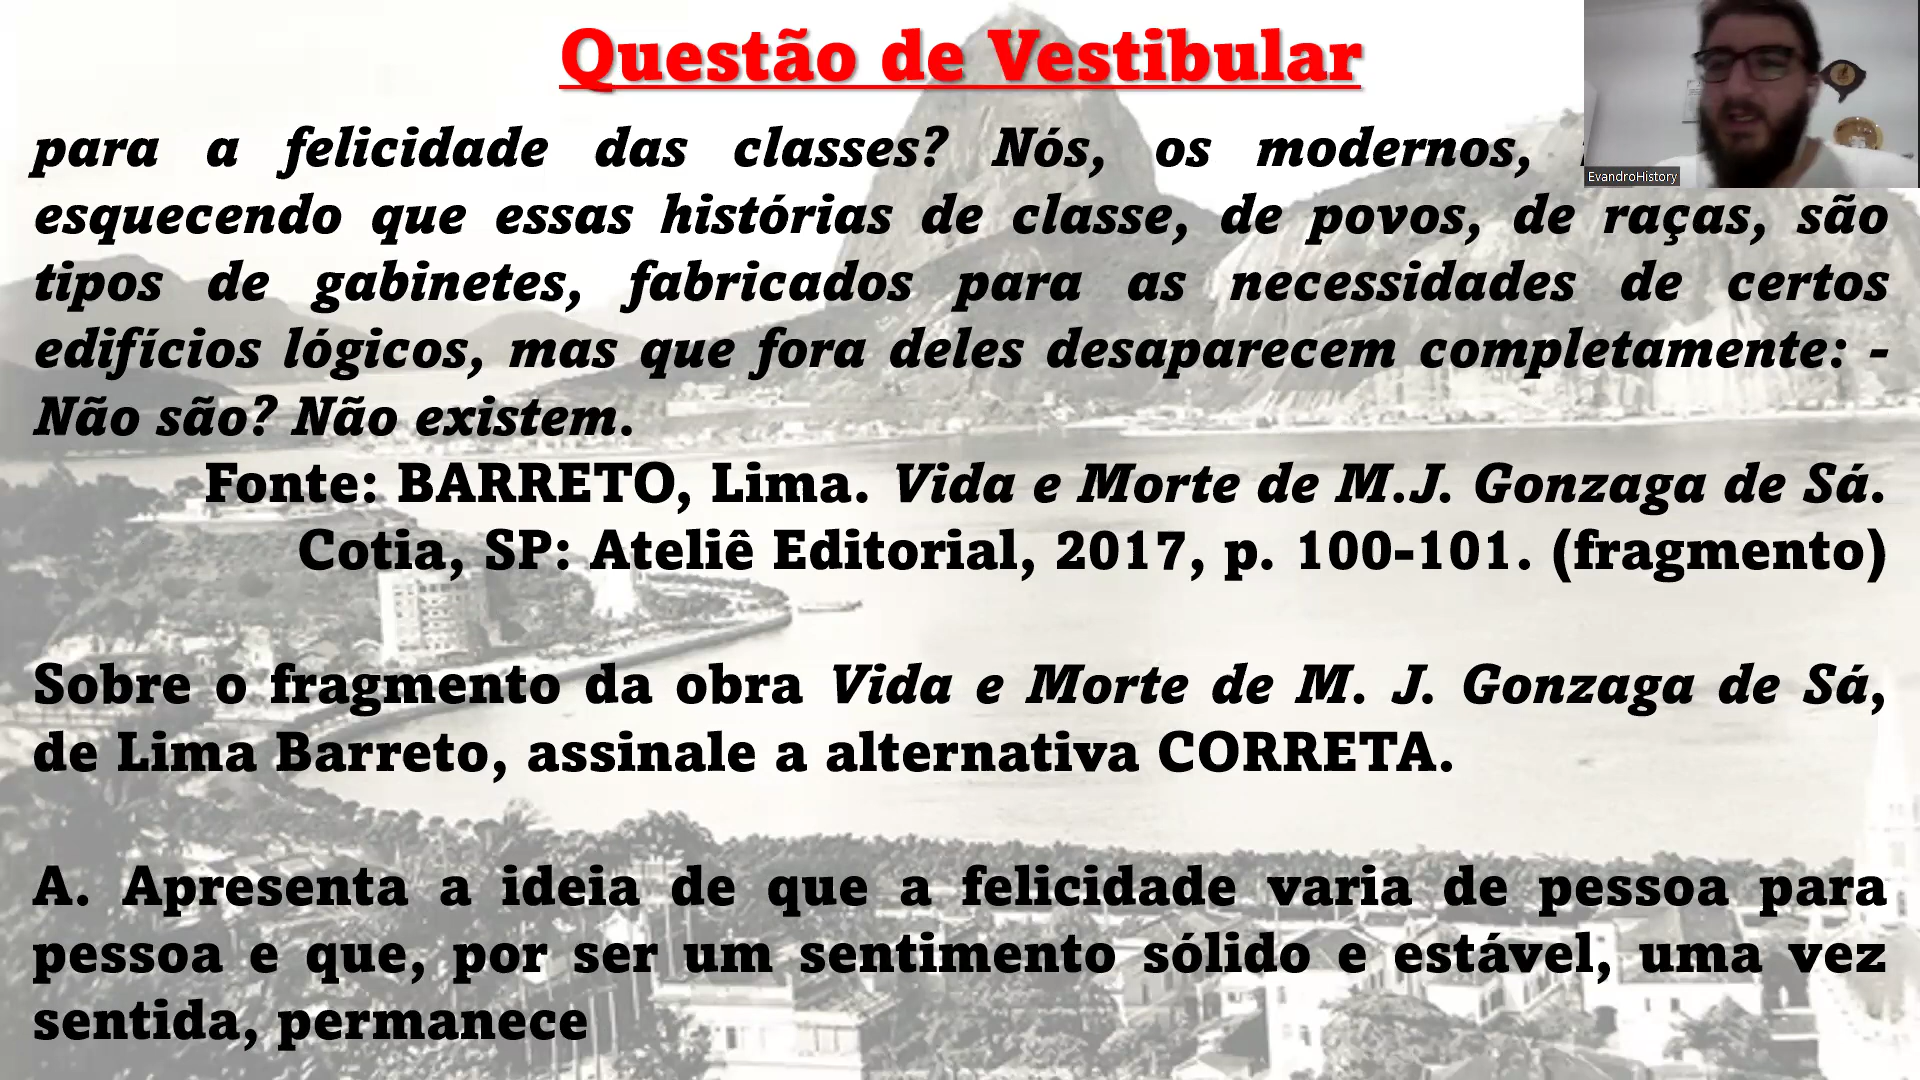 Questão de Vestibular
para a felicidade das classes? Nós, os modernos,
EvandroHistory
esquecendo que essas histórias de classe, de povos, de raças, são
tipos de gabinetes, fabricados para as necessidades de certos
edifícios lógicos, mas que fora deles desaparecem completamente: -
Não são? Não existem.
Fonte: BARRETO, Lima. Vida e Morte de M.J. Gonzaga de Sá.
Cotia, SP: Ateliê Editorial, 2017, p. 100-101. (fragmento)
Sobre o fragmento da obra Vida e Morte de M. J. Gonzaga de Sá,
de Lima Barreto, assinale a alternativa CORRETA.
A. Apresenta a ideia de que a felicidade varia de pessoa para
pessoa e que, por ser um sentimento sólido e estável, uma vez
sentida, permanece